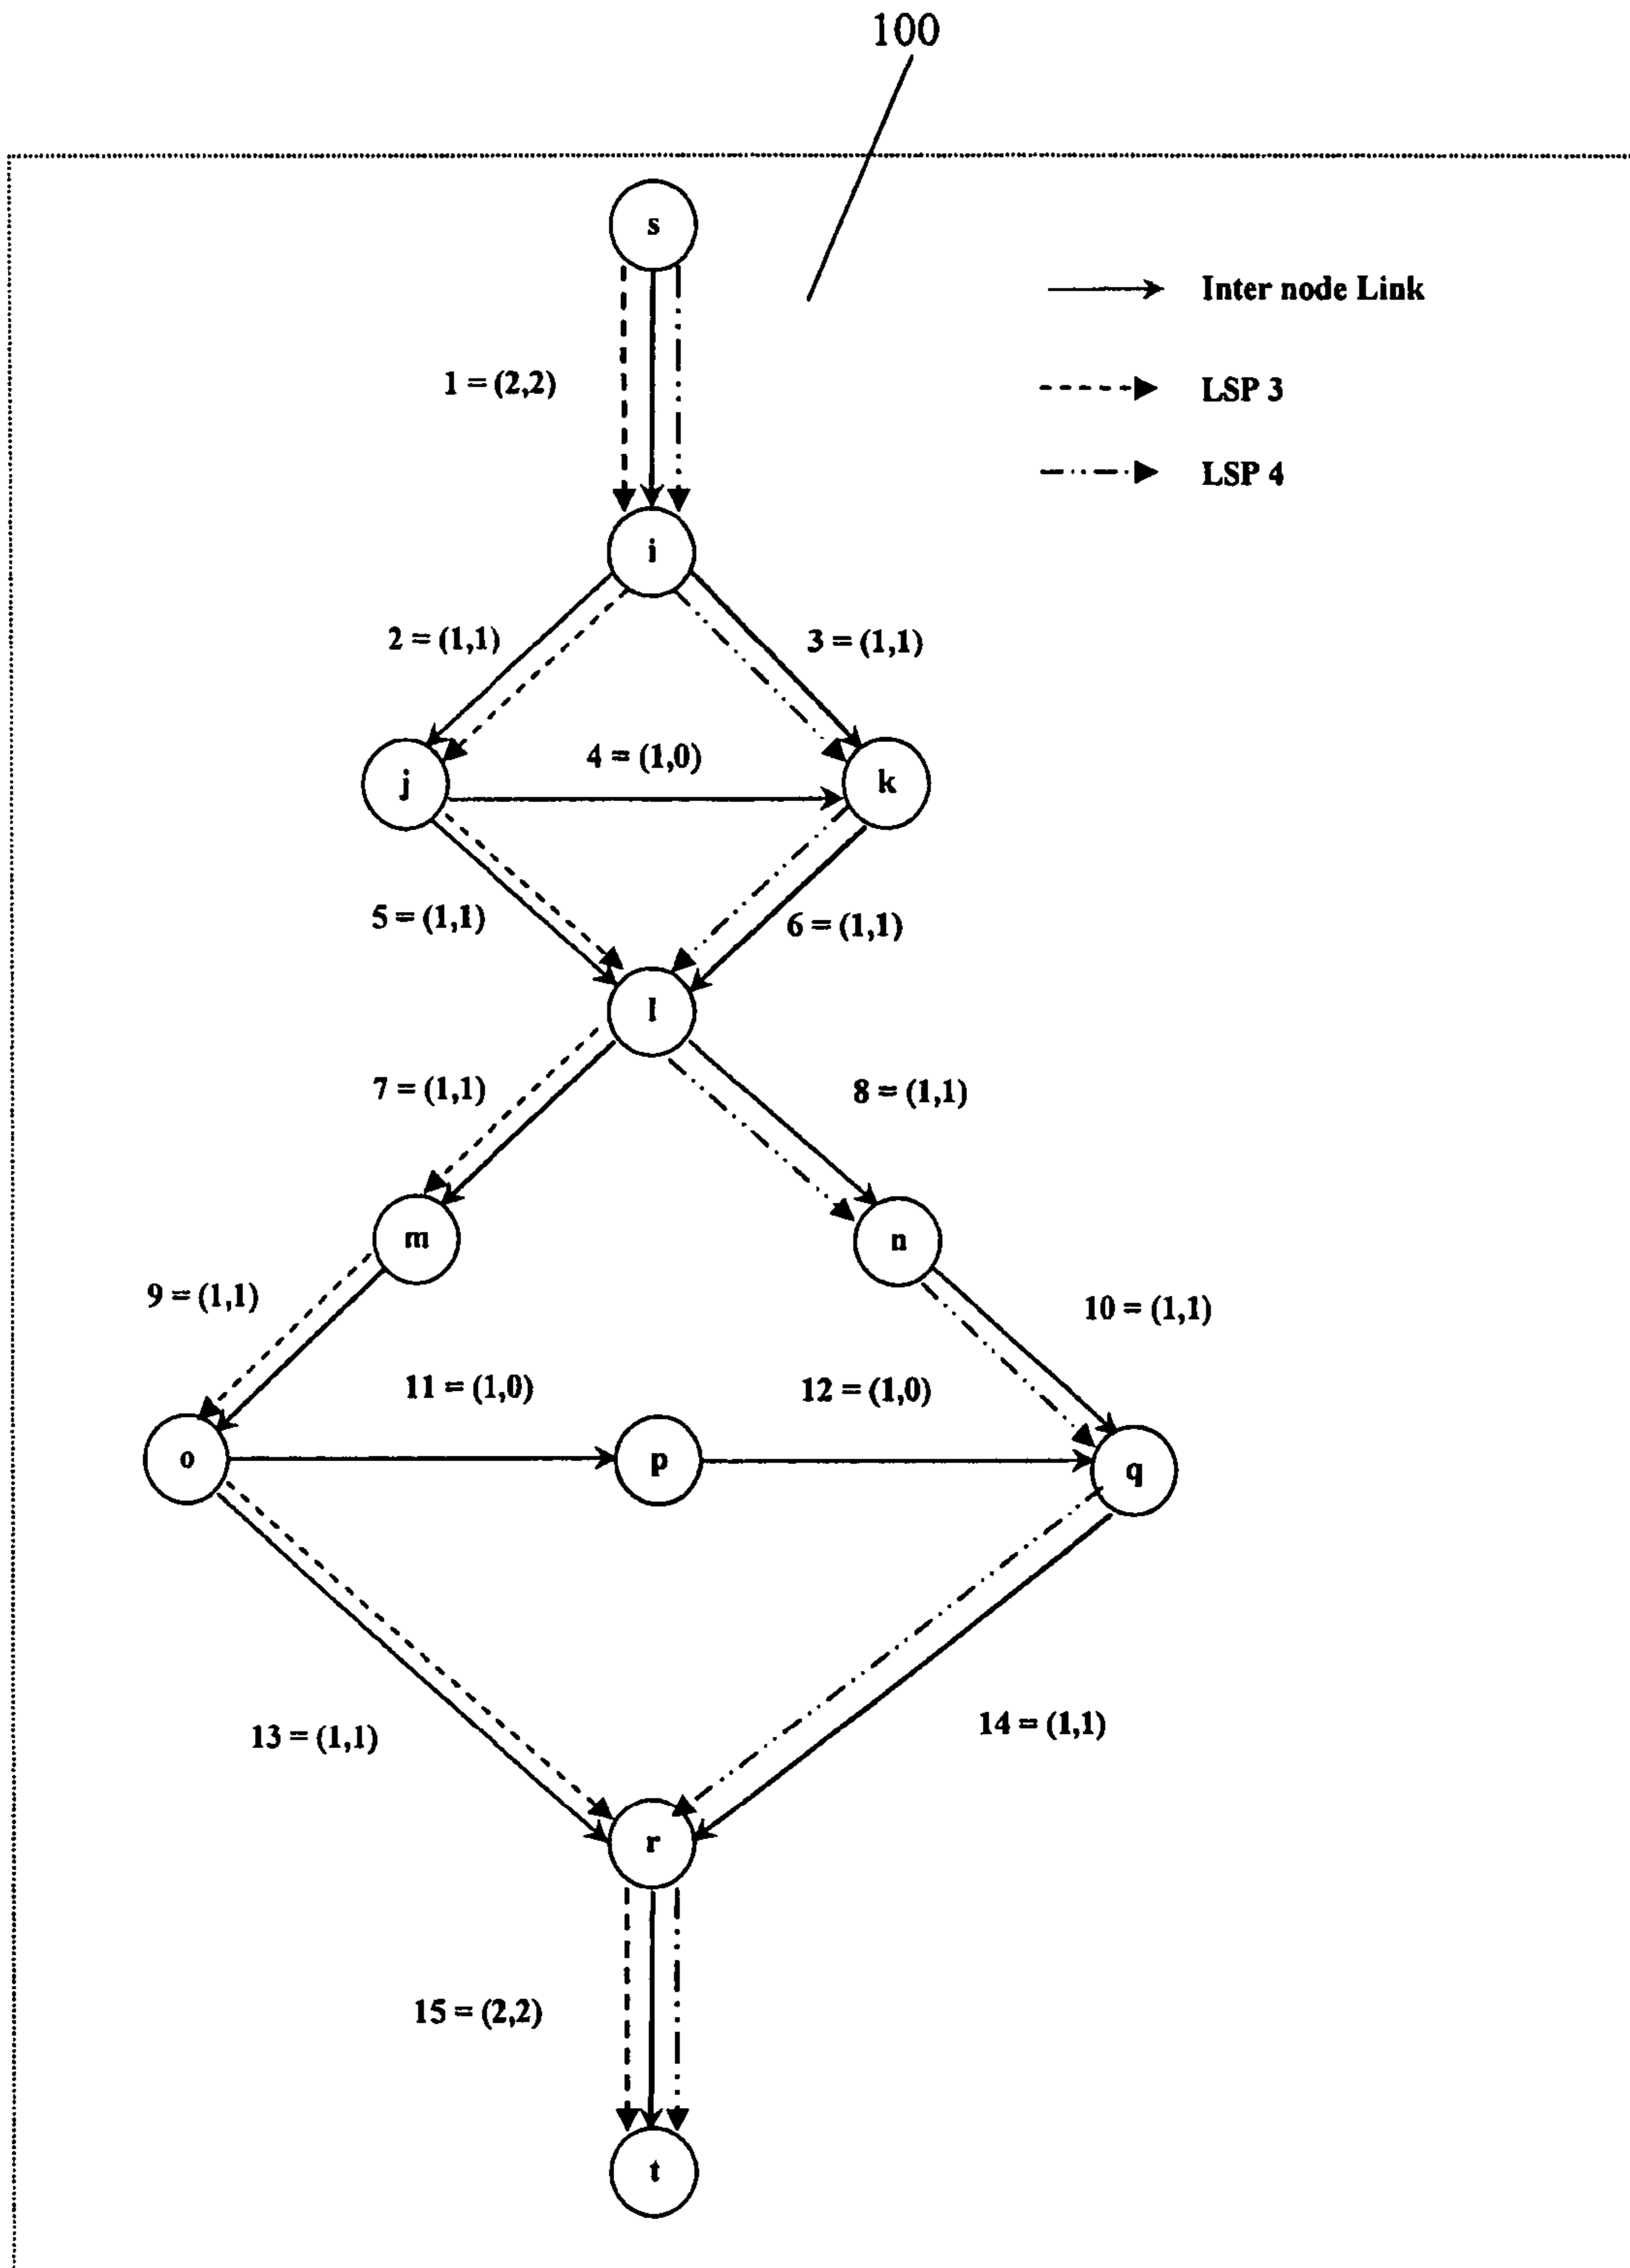 100
s
Inter node Link
1 = (2,2)
LSP 3
LSP 4
i
2 = (1,1)
3 = (1,1)
4 = (1,0)
j
k
5 = (1,1)
6 = (1,1)
l
7 = (1,1)
8 = (1,1)
m
n
9 = (1,1)
10 = (1,1)
11 = (1,0)
12 = (1,0)
o
p
q
13 = (1,1)
14 = (1,1)
r
15 = (2,2)
t